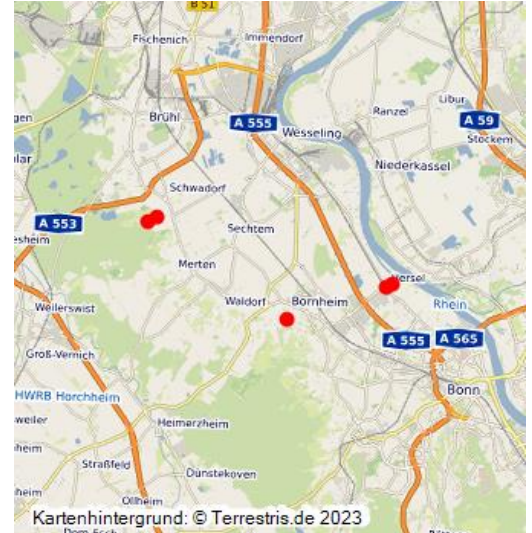 B 51
Fischenich
Immendorf
Libur
Ranzel
Brühl
A 555
A 59
Wesseling
Stockem
Niederkassel
Schwadorf
A 553
Sechtem
Merten
Hersel
Waldorf
Bornheim
Rhein
Weilerswist
A 555
A 565
Groß-Vernich
Bonn
HWRB Horchheim
Heimerzheim
Straßfeld
Dünstekoven
Ollheim
Kartenhintergrund: © Terrestris.de 2023